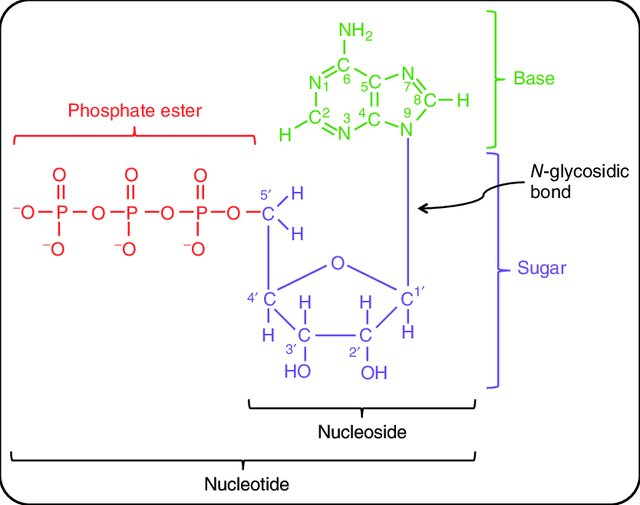 NH₂
C
6
N
1
5
C
N
7
Base
8
C
H
Phosphate ester
C
2
4
C
9
N
H
N
3
O
O
O
5′
H
N-glycosidic
bond
⁻O
P
O
P
O
P
O
C
H
⁻O
⁻O
⁻O
O
Sugar
4′
C
H
H
C
1′
H
C
C
H
3′
2′
HO
OH
Nucleoside
Nucleotide